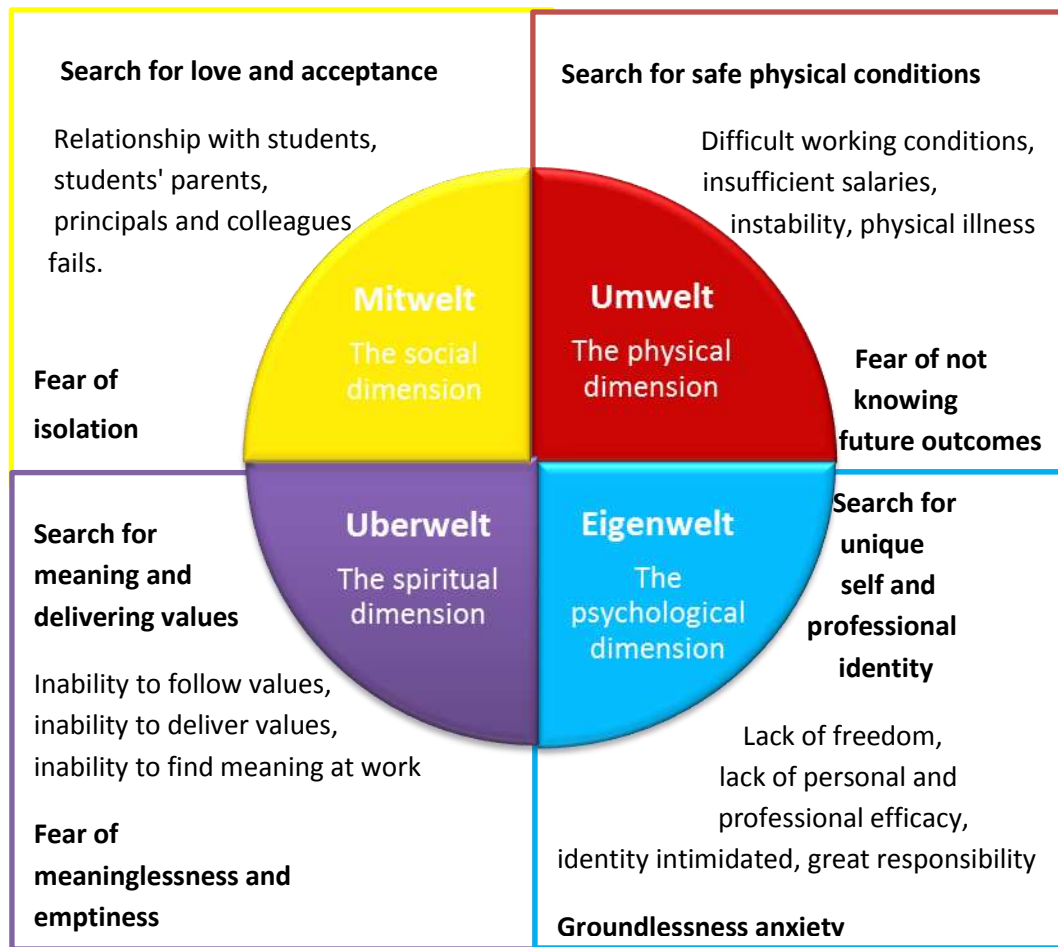 Search for love and acceptance
Relationship with students,
students' parents,
principals and colleagues
fails.
Fear of
isolation
Mitwelt
The social
dimension
Search for safe physical conditions
Difficult working conditions,
insufficient salaries,
instability, physical illness
Umwelt
The physical
dimension
Fear of not
knowing
future outcomes
Search for
meaning and
delivering values
Inability to follow values,
inability to deliver values,
inability to find meaning at work
Fear of
meaninglessness and
emptiness
Uberwelt
The spiritual
dimension
Eigenwelt
The
psychological
dimension
Search for
unique
self and
professional
identity
Lack of freedom,
lack of personal and
professional efficacy,
identity intimidated, great responsibility
Groundlessness anxiety